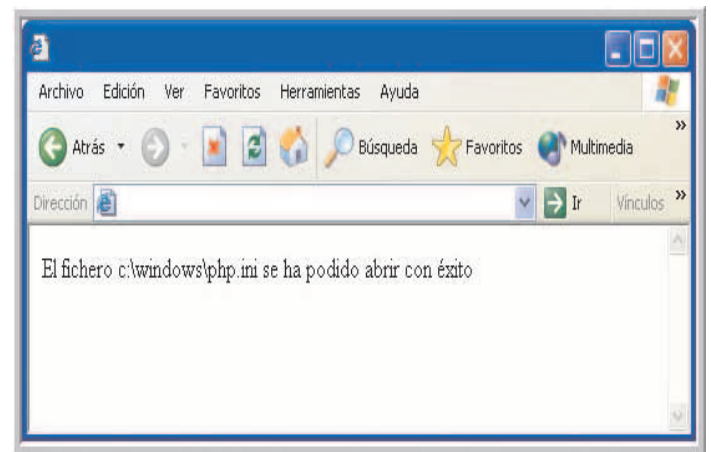 Archivo Edición Ver Favoritos Herramientas Ayuda
Atrás Búsqueda Favoritos Multimedia »
Dirección Ir Vínculos »
El fichero c:\windows\php.ini se ha podido abrir con éxito